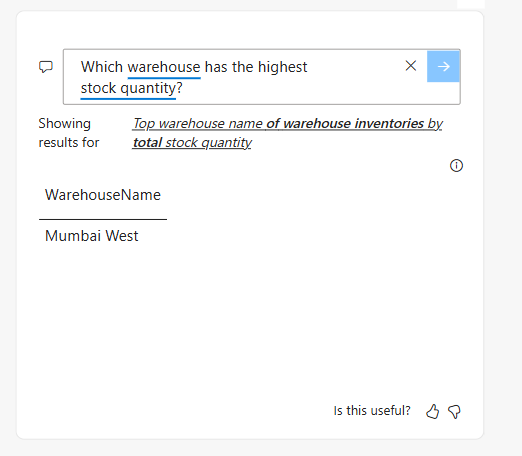 Which warehouse has the highest
stock quantity?
Showing results for
Top warehouse name of warehouse inventories by
total stock quantity
WarehouseName
Mumbai West
Is this useful?